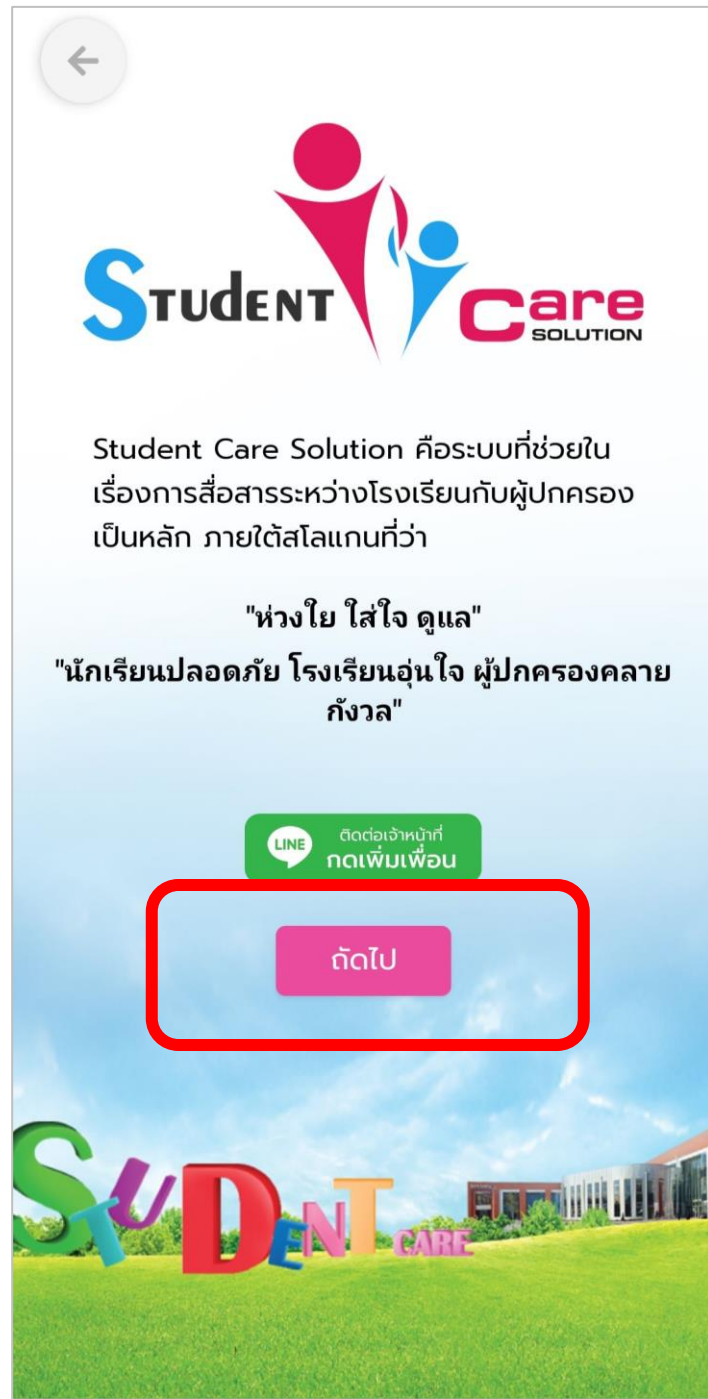 STUdENT Care
SOLUTION
Student Care Solution คือระบบที่ช่วยใน
เรื่องการสื่อสารระหว่างโรงเรียนกับผู้ปกครอง
เป็นหลัก ภายใต้สโลแกนที่ว่า
"ห่วงใย ใส่ใจ ดูแล"
"นักเรียนปลอดภัย โรงเรียนอุ่นใจ ผู้ปกครองคลาย
กังวล"
LINE ติดต่อเจ้าหน้าที่
กดเพิ่มเพื่อน
ถัดไป
STUDENT CARE